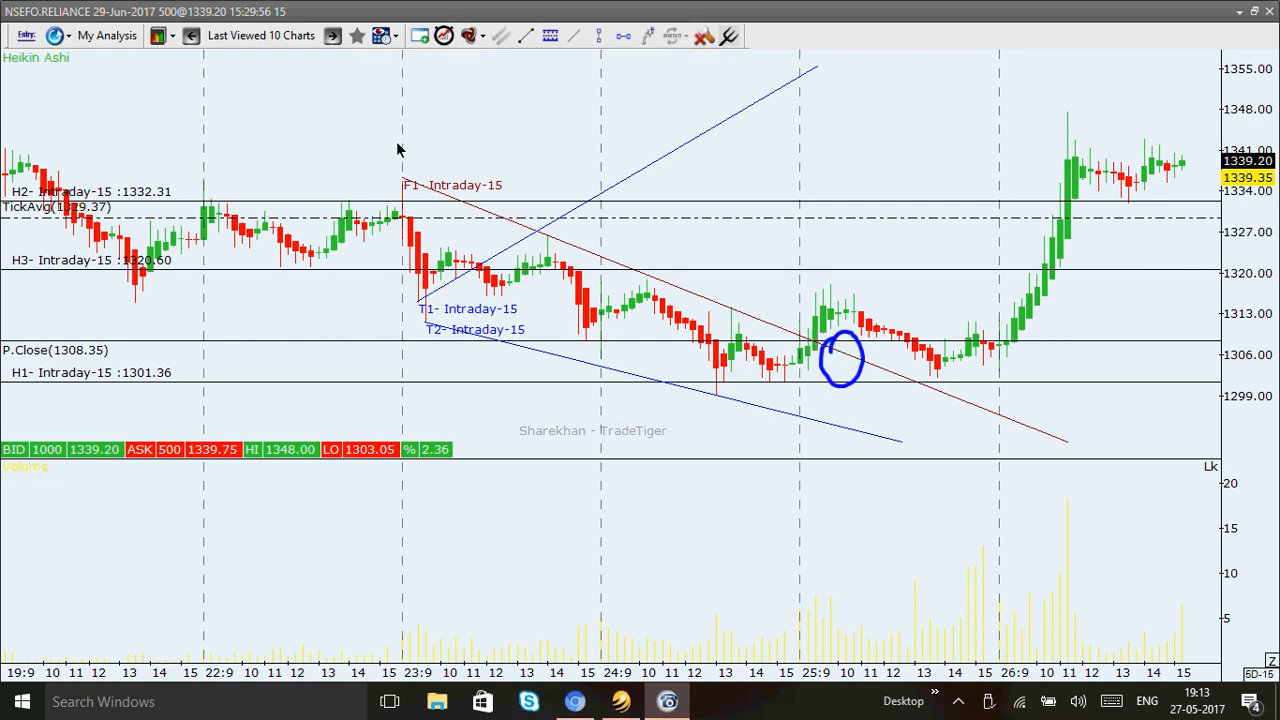 NSEFO.RELIANCE 29-Jun-2017 500@1339.20 15:29:56 15
Entry: My Analysis Last Viewed 10 Charts
Heikin Ashi
1355.00
1348.00
1341.00
1339.20
1339.35
1334.00
1327.00
1320.00
1313.00
1306.00
1299.00
F1- Intraday-15
H2- Intraday-15 :1332.31
TickAvg(1329.37)
H3- Intraday-15 :1320.60
T1- Intraday-15
T2- Intraday-15
P.Close(1308.35)
H1- Intraday-15 :1301.36
Sharekhan - TradeTiger
BID 1000 1339.20 ASK 500 1339.75 HI 1348.00 LO 1303.05 % 2.36
Volume
Lk
20
15
10
5
Z
19:9 10 11 12 13 14 15 22:9 10 11 12 13 14 15 23:9 10 11 12 13 14 15 24:9 10 11 12 13 14 15 25:9 10 11 12 13 14 15 26:9 10 11 12 13 14 15
5D-15
Search Windows
Desktop
»
ENG
19:13
27-05-2017
4